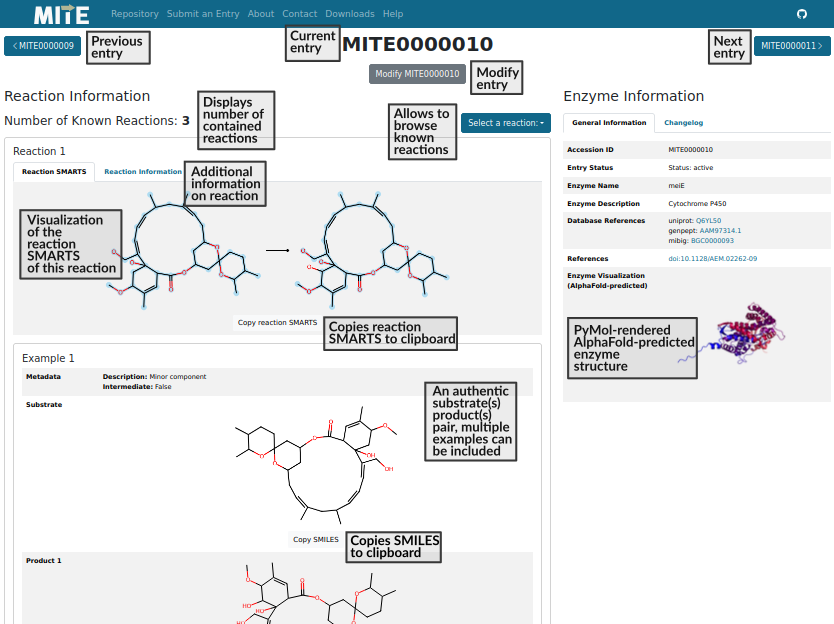 MITE Repository Submit an Entry About Contact Downloads Help
< MITE0000009
Previous
entry
Current
entry
MITE0000010
Next
entry
MITE0000011 >
Modify MITE0000010
Modify
entry
Reaction Information
Number of Known Reactions: 3
Displays
number of
contained
reactions
Allows to
browse
known
reactions
Select a reaction:
Reaction 1
Reaction SMARTS
Reaction Information
Additional
information
on reaction
Visualization
of the
reaction
SMARTS
of this reaction
Copy reaction SMARTS
Copies reaction
SMARTS to clipboard
Example 1
Metadata
Description: Minor component
Intermediate: False
Substrate
An authentic
substrate(s)
product(s)
pair, multiple
examples can
be included
OH
OH
Copy SMILES
Copies SMILES
to clipboard
Product 1
HO
HO
HO
Enzyme Information
General Information
Changelog
Accession ID MITE0000010
Entry Status Status: active
Enzyme Name meiE
Enzyme Description Cytochrome P450
Database References uniprot: Q6YL50
genpept: AAM97314.1
mibig: BGC0000093
References doi:10.1128/AEM.02262-09
Enzyme Visualization
(AlphaFold-predicted)
PyMol-rendered
AlphaFold-predicted
enzyme
structure